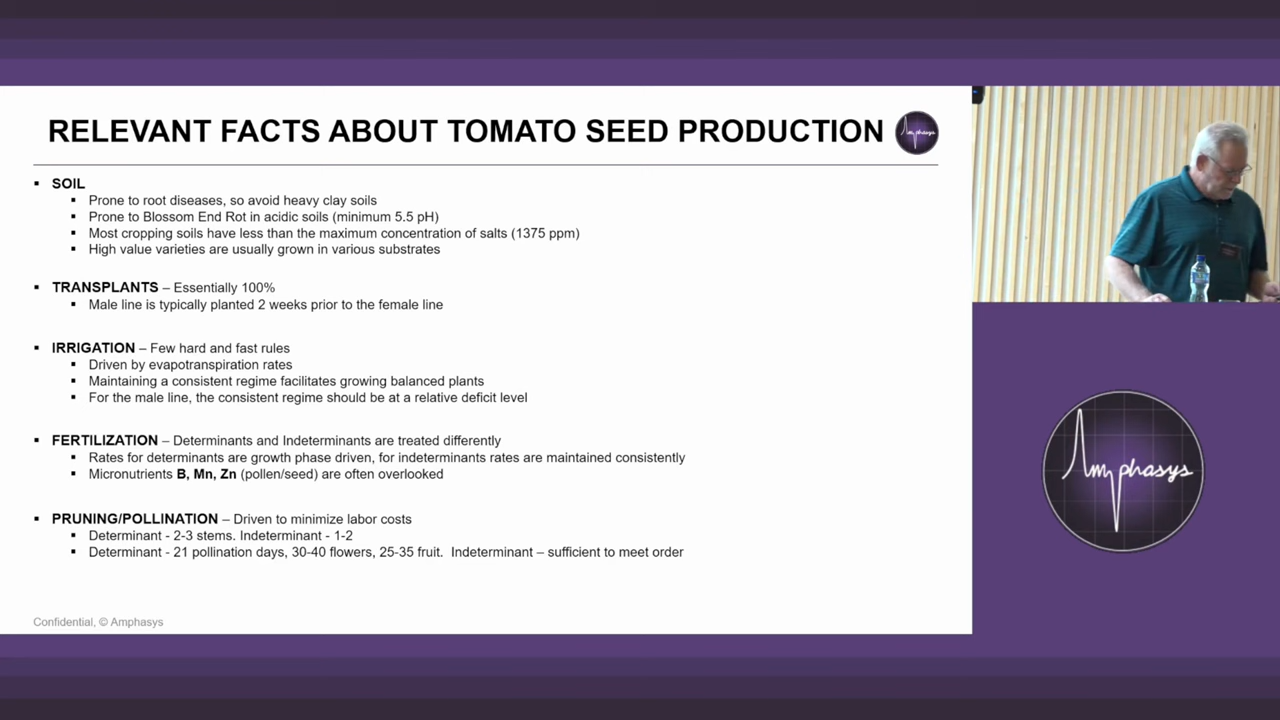 RELEVANT FACTS ABOUT TOMATO SEED PRODUCTION
Amphasys
▪ SOIL
▪ Prone to root diseases, so avoid heavy clay soils
▪ Prone to Blossom End Rot in acidic soils (minimum 5.5 pH)
▪ Most cropping soils have less than the maximum concentration of salts (1375 ppm)
▪ High value varieties are usually grown in various substrates
▪ TRANSPLANTS – Essentially 100%
▪ Male line is typically planted 2 weeks prior to the female line
▪ IRRIGATION – Few hard and fast rules
▪ Driven by evapotranspiration rates
▪ Maintaining a consistent regime facilitates growing balanced plants
▪ For the male line, the consistent regime should be at a relative deficit level
▪ FERTILIZATION – Determinants and Indeterminants are treated differently
▪ Rates for determinants are growth phase driven, for indeterminants rates are maintained consistently
▪ Micronutrients B, Mn, Zn (pollen/seed) are often overlooked
▪ PRUNING/POLLINATION – Driven to minimize labor costs
▪ Determinant - 2-3 stems. Indeterminant - 1-2
▪ Determinant - 21 pollination days, 30-40 flowers, 25-35 fruit.  Indeterminant – sufficient to meet order
Confidential, © Amphasys
Amphasys